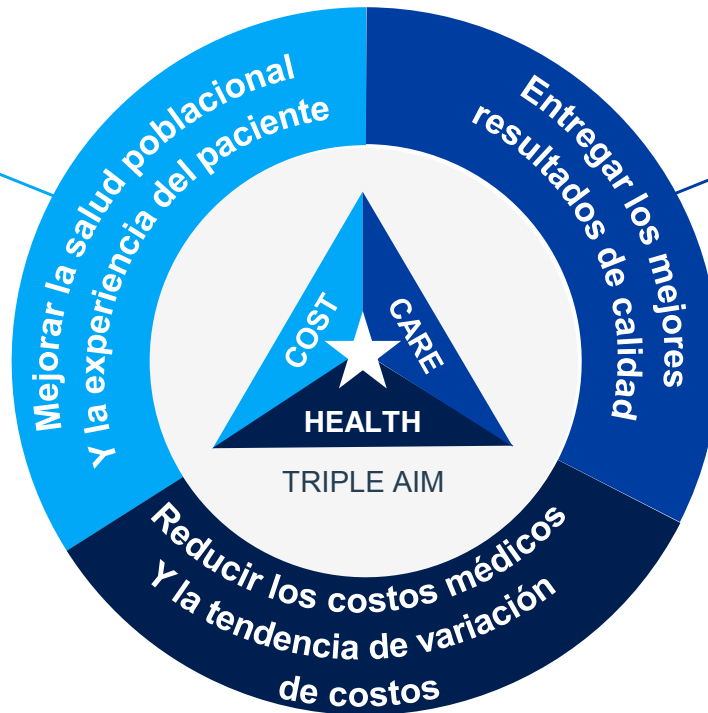 Mejorar la salud poblacional
Y la experiencia del paciente
Entregar los mejores
resultados de calidad
COST
CARE
HEALTH
TRIPLE AIM
Reducir los costos médicos
Y la tendencia de variación
de costos